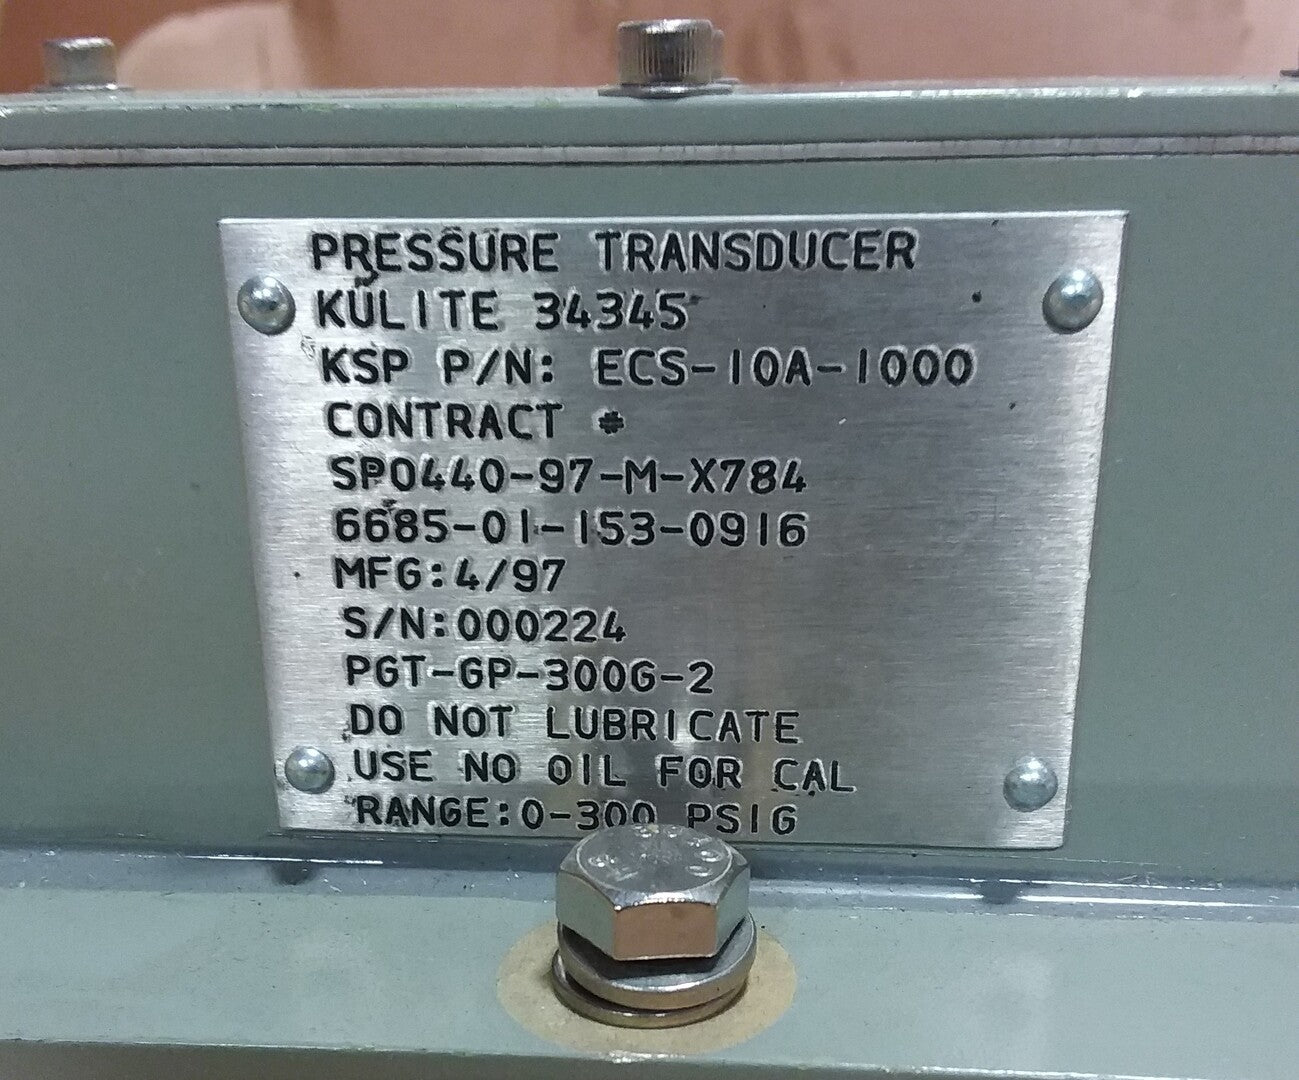 PRESSURE TRANSDUCER
KULITE 34345
KSP P/N: ECS-10A-1000
CONTRACT #
SP0440-97-M-X784
6685-01-153-0916
MFG:4/97
S/N:000224
PGT-GP-300G-2
DO NOT LUBRICATE
USE NO OIL FOR CAL
RANGE:0-300 PSIG